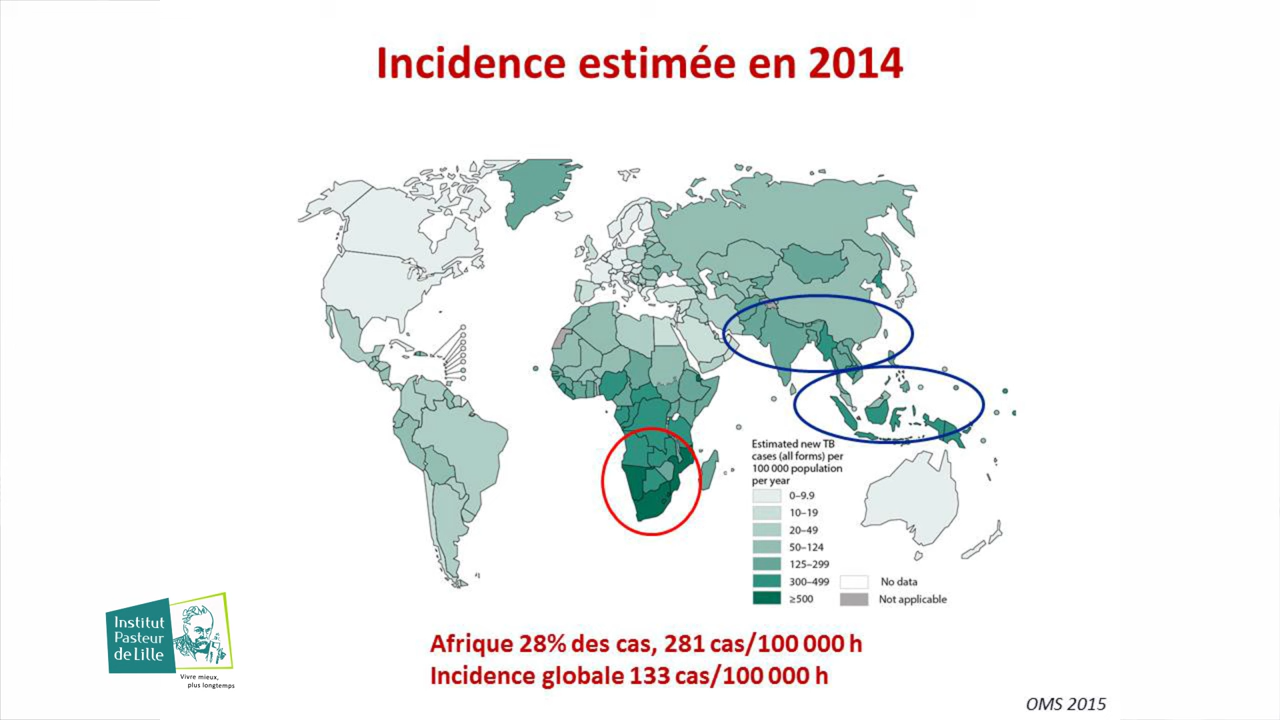 Incidence estimée en 2014
Estimated new TB
cases (all forms) per
100 000 population
per year
0–9.9
10–19
20–49
50–124
125–299
300–499
≥500
No data
Not applicable
Institut
Pasteur
de Lille
Vivre mieux,
plus longtemps
Afrique 28% des cas, 281 cas/100 000 h
Incidence globale 133 cas/100 000 h
OMS 2015